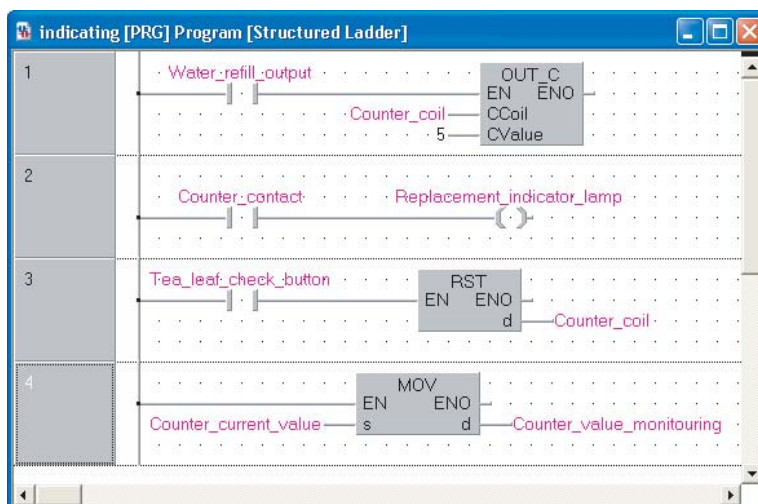 indicating [PRG] Program [Structured Ladder]
1
Water_refill_output
OUT_C
EN ENO
Counter_coil CCoil
5 CValue
2
Counter_contact Replacement_indicator_lamp
3
Tea_leaf_check_button
RST
EN ENO
d Counter_coil
4
MOV
EN ENO
Counter_current_value s d Counter_value_monitouring